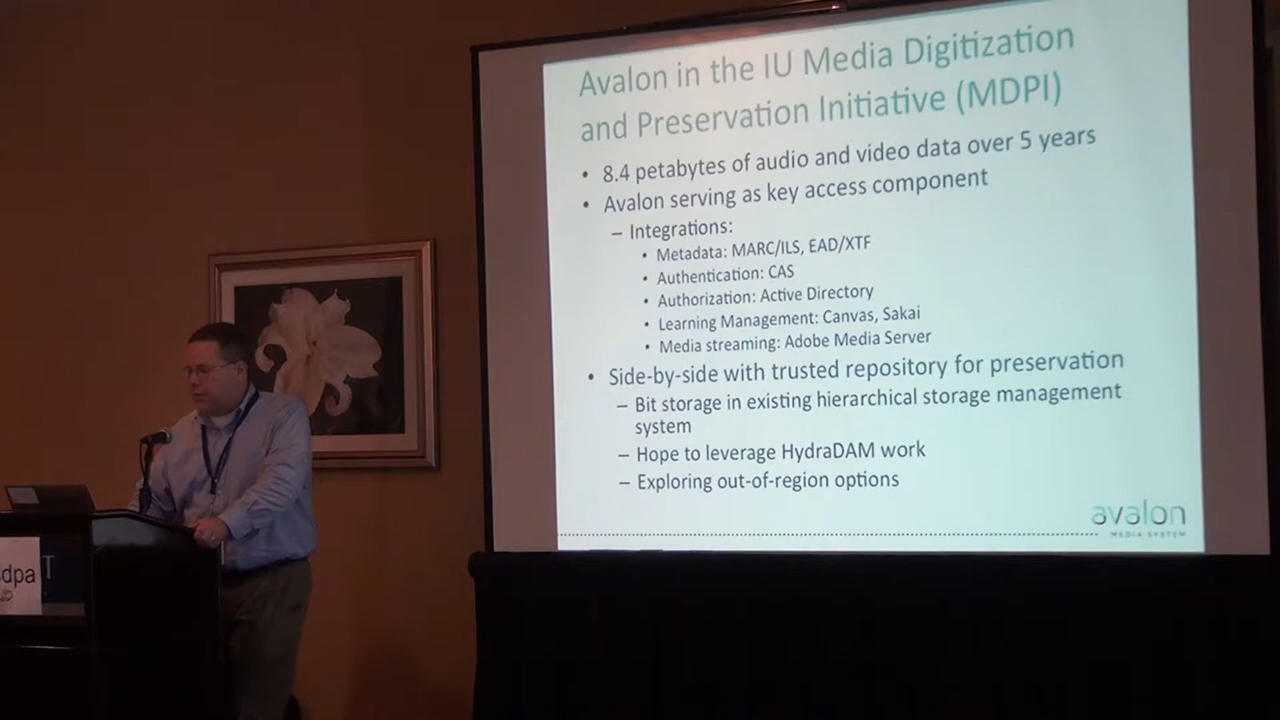 Avalon in the IU Media Digitization
and Preservation Initiative (MDPI)
• 8.4 petabytes of audio and video data over 5 years
• Avalon serving as key access component
– Integrations:
• Metadata: MARC/ILS, EAD/XTF
• Authentication: CAS
• Authorization: Active Directory
• Learning Management: Canvas, Sakai
• Media streaming: Adobe Media Server
• Side-by-side with trusted repository for preservation
– Bit storage in existing hierarchical storage management
system
– Hope to leverage HydraDAM work
– Exploring out-of-region options
avalon
MEDIA SYSTEM
dpa
T